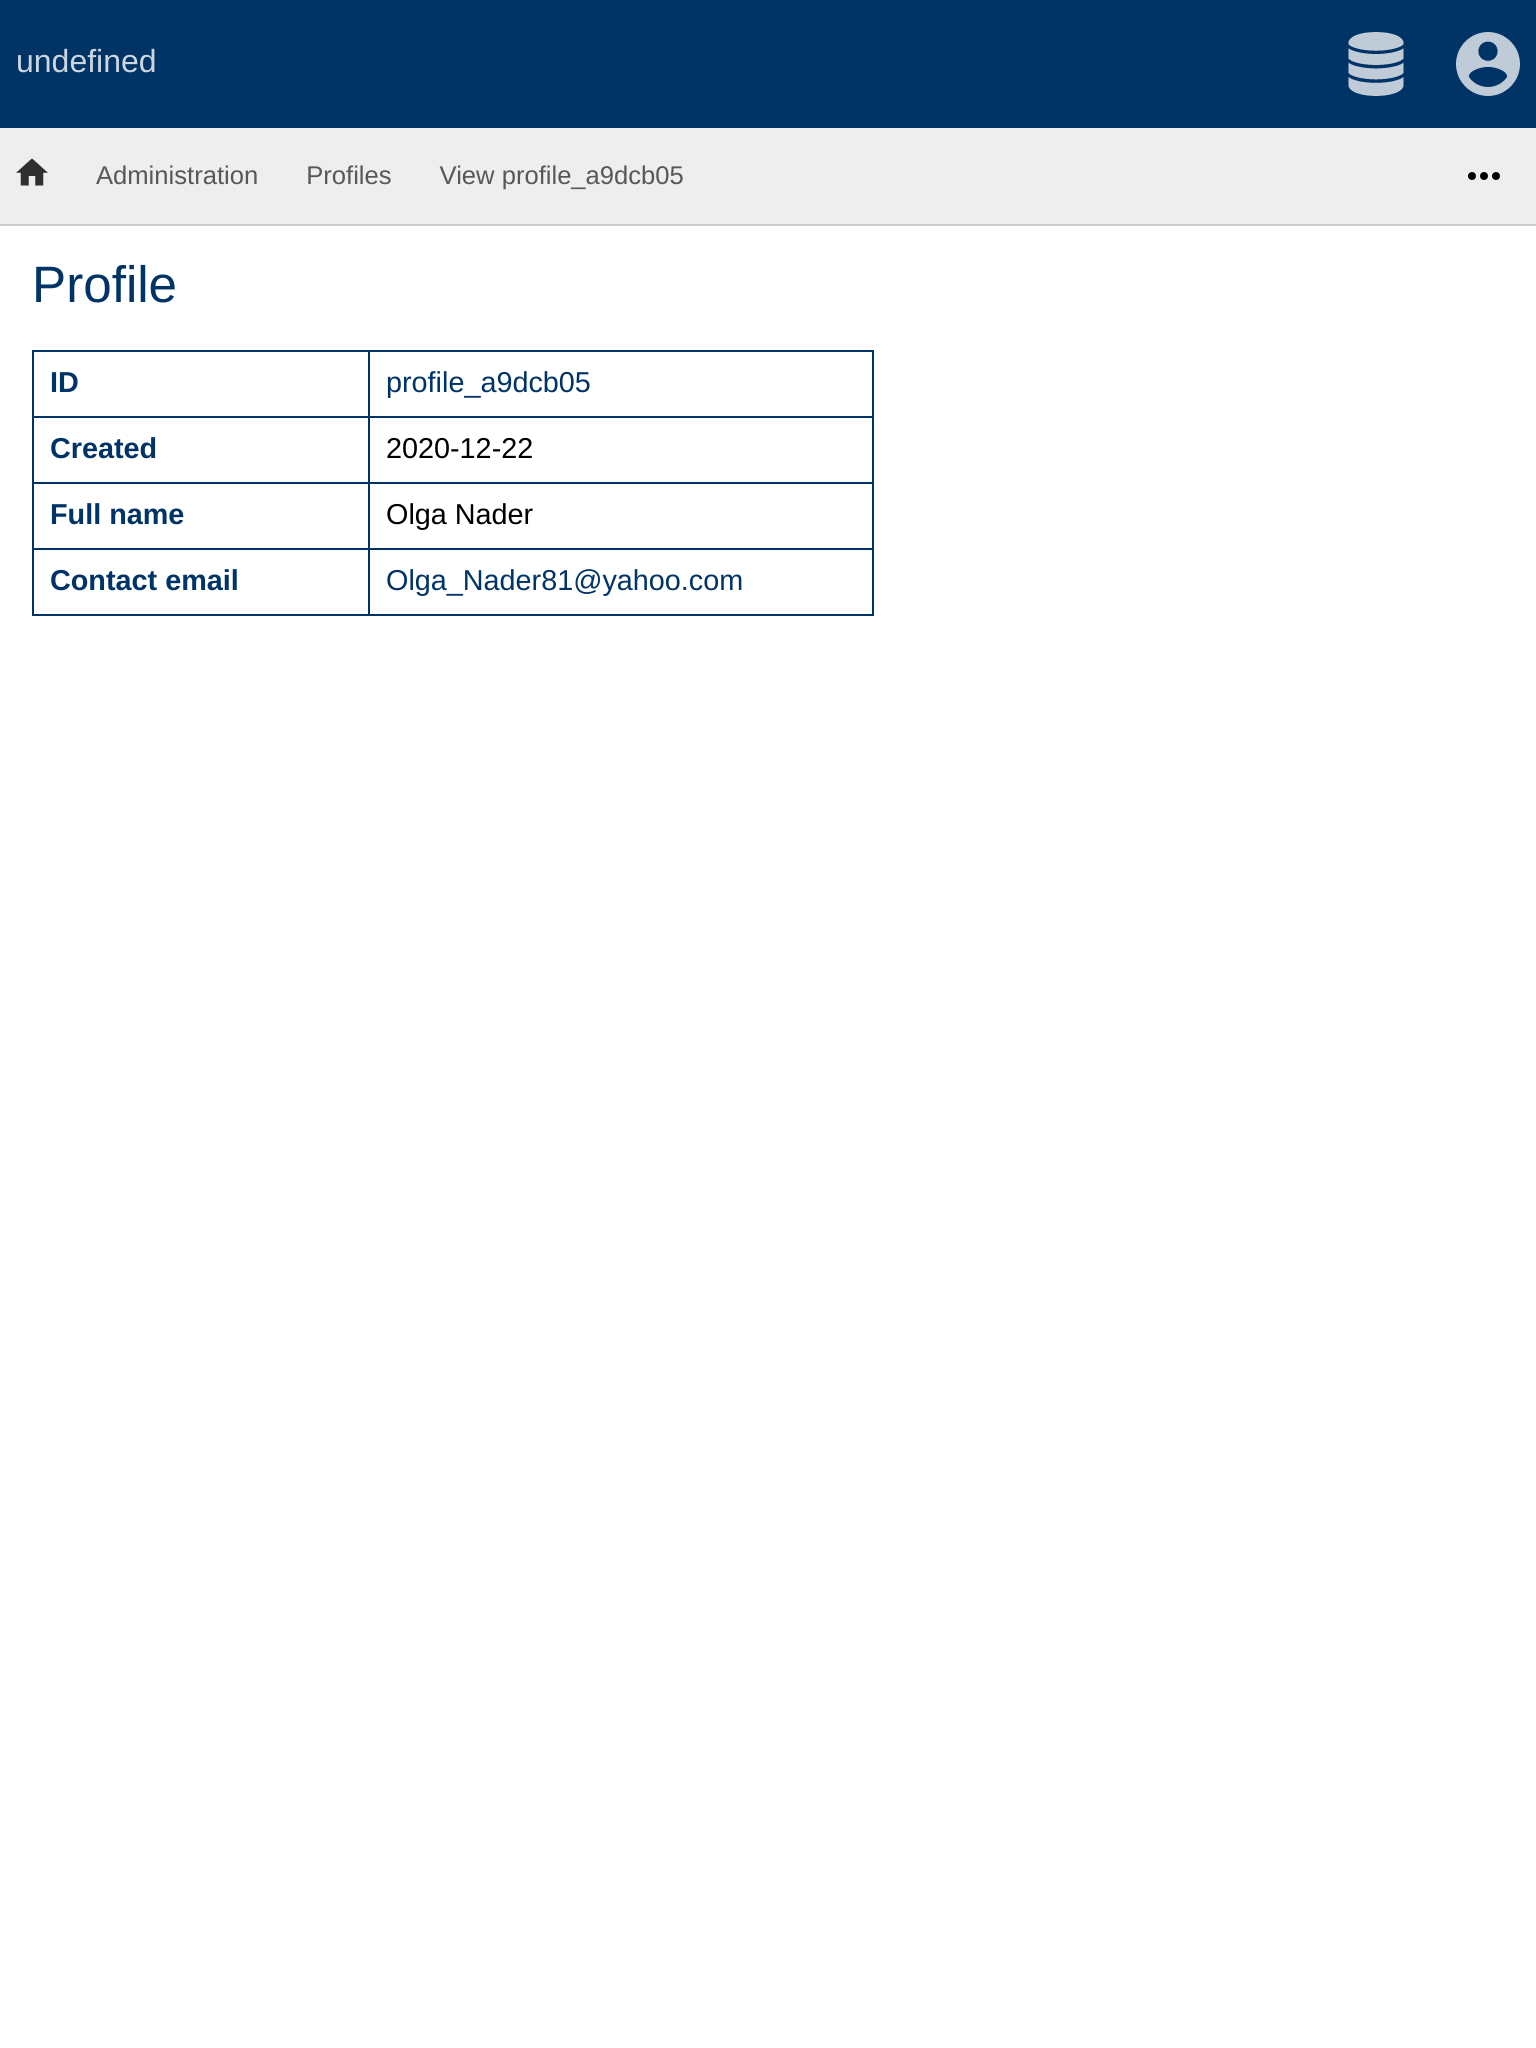 undefined
Administration Profiles View profile_a9dcb05
Profile
ID profile_a9dcb05
Created 2020-12-22
Full name Olga Nader
Contact email Olga_Nader81@yahoo.com